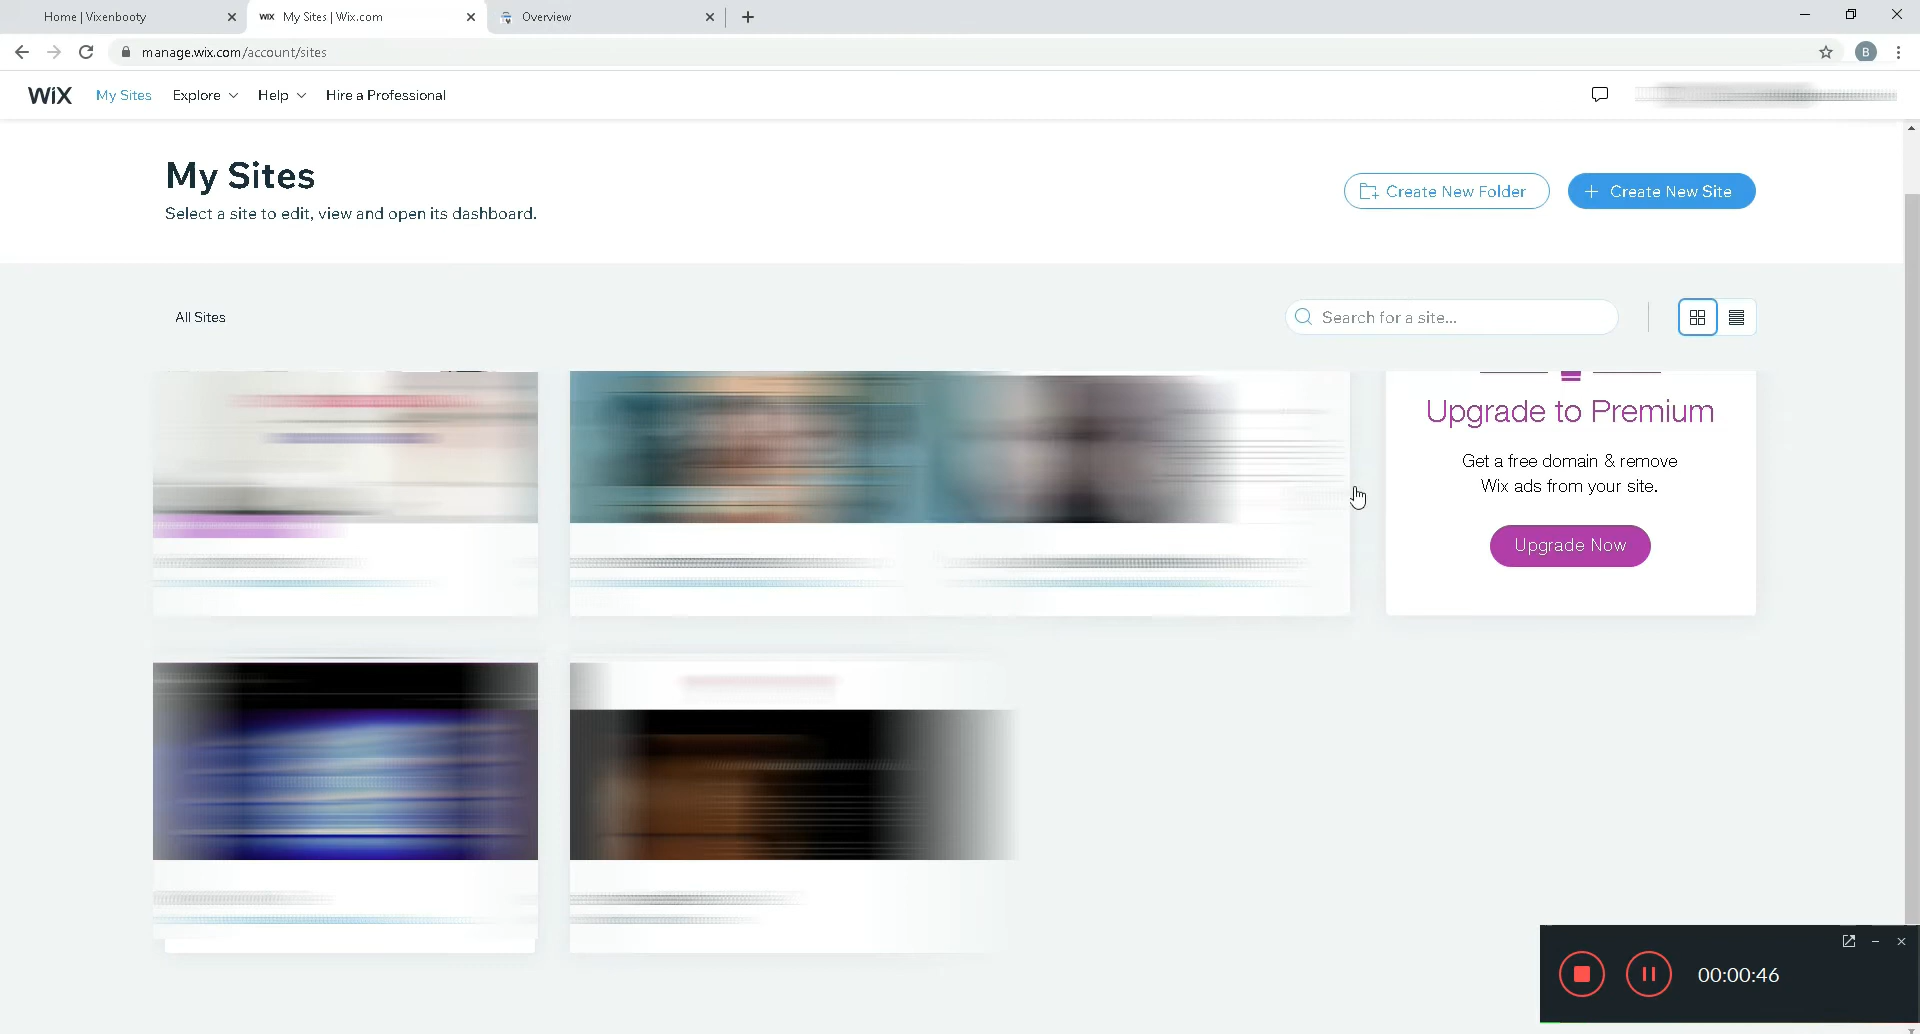 Home | Vixenbooty
WiX My Sites | Wix.com
Overview
manage.wix.com/account/sites
B
WiX My Sites Explore Help Hire a Professional
My Sites
Select a site to edit, view and open its dashboard.
Create New Folder
+ Create New Site
All Sites
Search for a site...
Upgrade to Premium
Get a free domain & remove
Wix ads from your site.
Upgrade Now
00:00:46